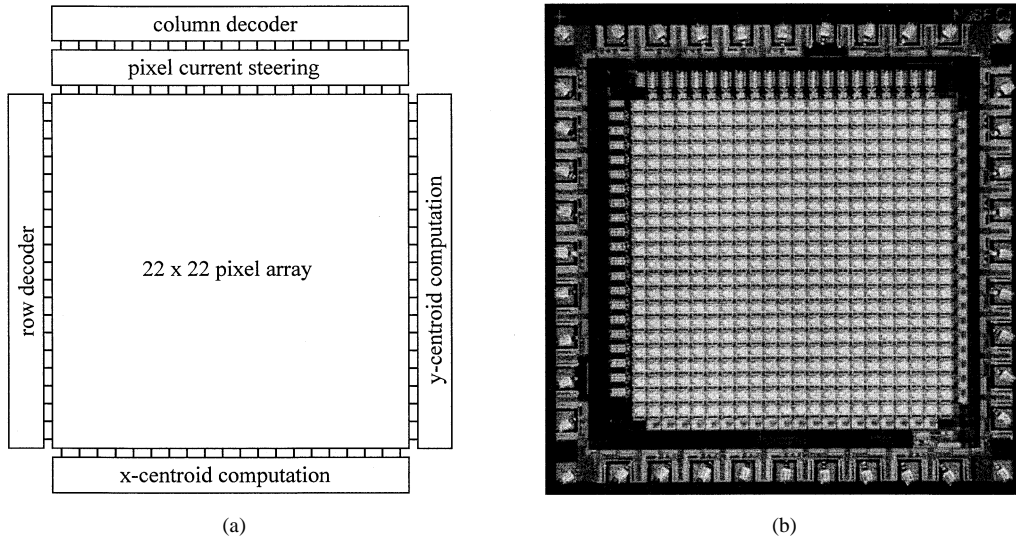 column decoder
pixel current steering
row decoder
22 x 22 pixel array
y-centroid computation
x-centroid computation
(a)
(b)